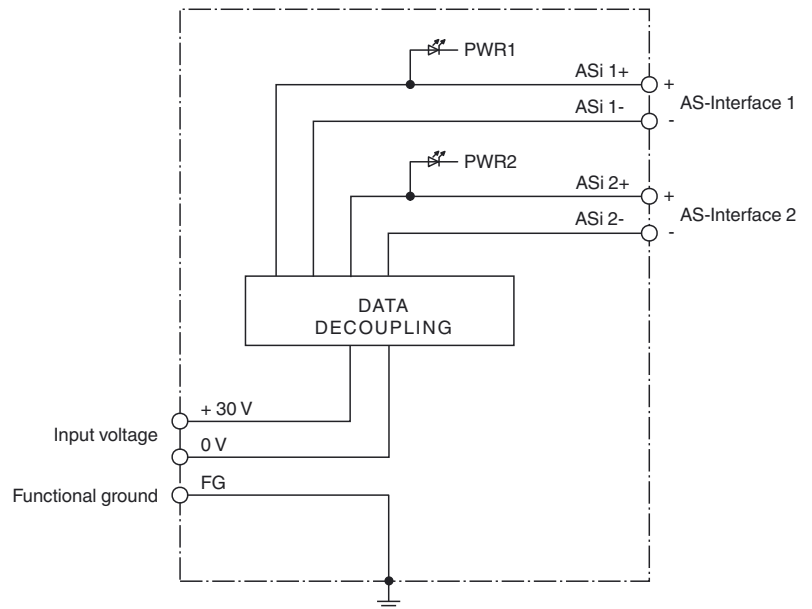 PWR1
ASi 1+
+
AS-Interface 1
ASi 1-
-
PWR2
ASi 2+
+
AS-Interface 2
ASi 2-
-
DATA
DECOUPLING
+ 30 V
Input voltage
0 V
FG
Functional ground